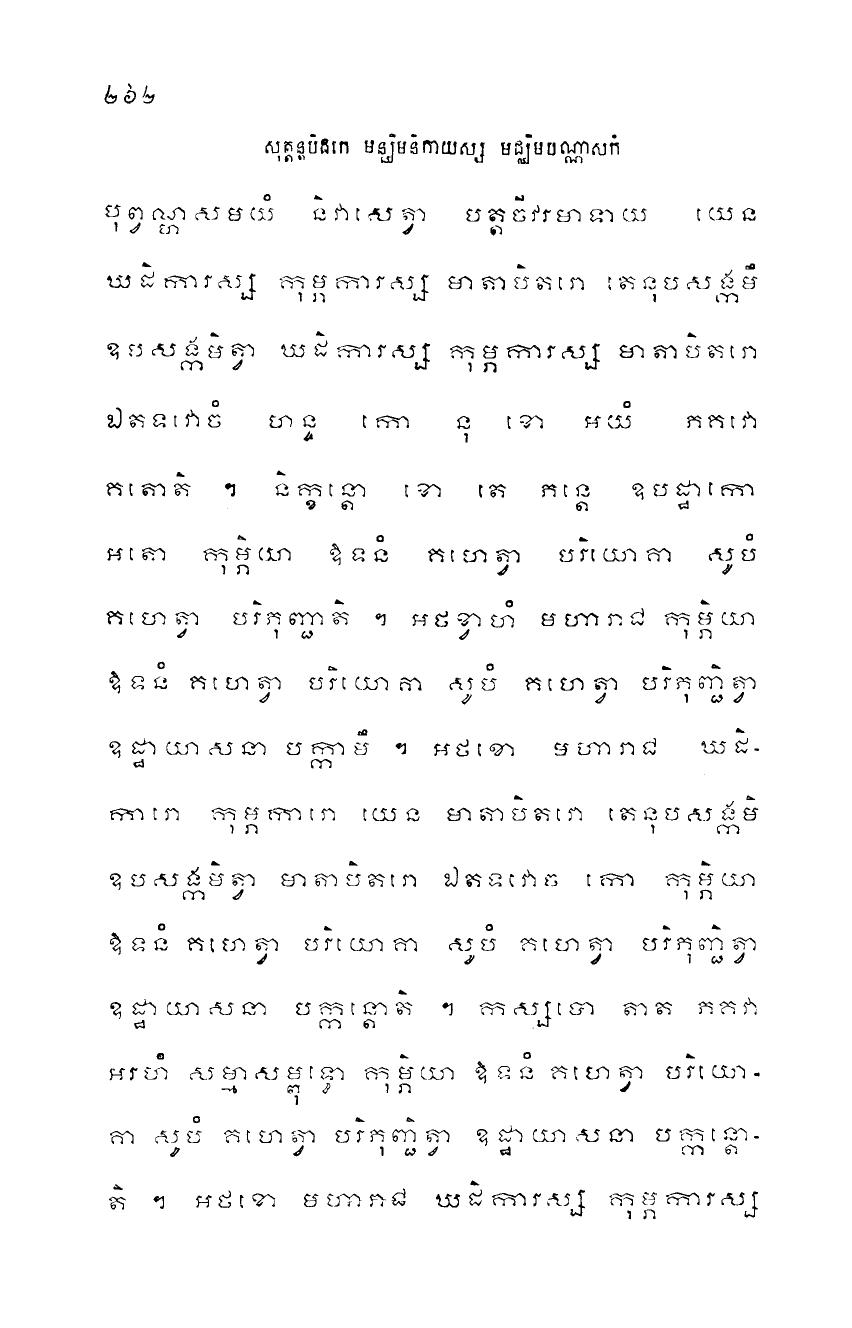 ២៦២
សុត្តន្តបិដកេ មជ្ឈិមនិកាយស្ស មជ្ឈិមបណ្ណាសកំ
បុព្វណ្ហសមយំ និវាសេត្វា បត្តចីវរមាទាយ យេន
ឃដិការស្ស កុម្ភការស្ស មាតាបិតរោ តេនុបសង្កមឹ
ឧបសង្កមិត្វា ឃដិការស្ស កុម្ភការស្ស មាតាបិតរោ
ឯតទវោចំ ហន្ទ កោ នុ ខោ អយំ ភគវោ
គតោតិ ។ និក្ខន្តោ ខោ តេ ភន្តេ ឧបដ្ឋាកោ
អតោ កុម្ភិយា ឱទនំ គហេត្វា បរិយោគា សូបំ
គហេត្វា បរិភុញ្ជាតិ ។ អថខ្វាហំ មហារាជ កុម្ភិយា
ឱទនំ គហេត្វា បរិយោគា សូបំ គហេត្វា បរិភុញ្ជិត្វា
ឧដ្ឋាយាសនា បក្កាមឹ ។ អថខោ មហារាជ ឃដិ-
ការោ កុម្ភការោ យេន មាតាបិតរោ តេនុបសង្កមិ
ឧបសង្កមិត្វា មាតាបិតរោ ឯតទវោច កោ កុម្ភិយា
ឱទនំ គហេត្វា បរិយោគា សូបំ គហេត្វា បរិភុញ្ជិត្វា
ឧដ្ឋាយាសនា បក្កន្តោតិ ។ កស្សបោ តាត ភគវា
អរហំ សម្មាសម្ពុទ្ធោ កុម្ភិយា ឱទនំ គហេត្វា បរិយោ-
គា សូបំ គហេត្វា បរិភុញ្ជិត្វា ឧដ្ឋាយាសនា បក្កន្តោ-
តិ ។ អថខោ មហារាជ ឃដិការស្ស កុម្ភការស្ស